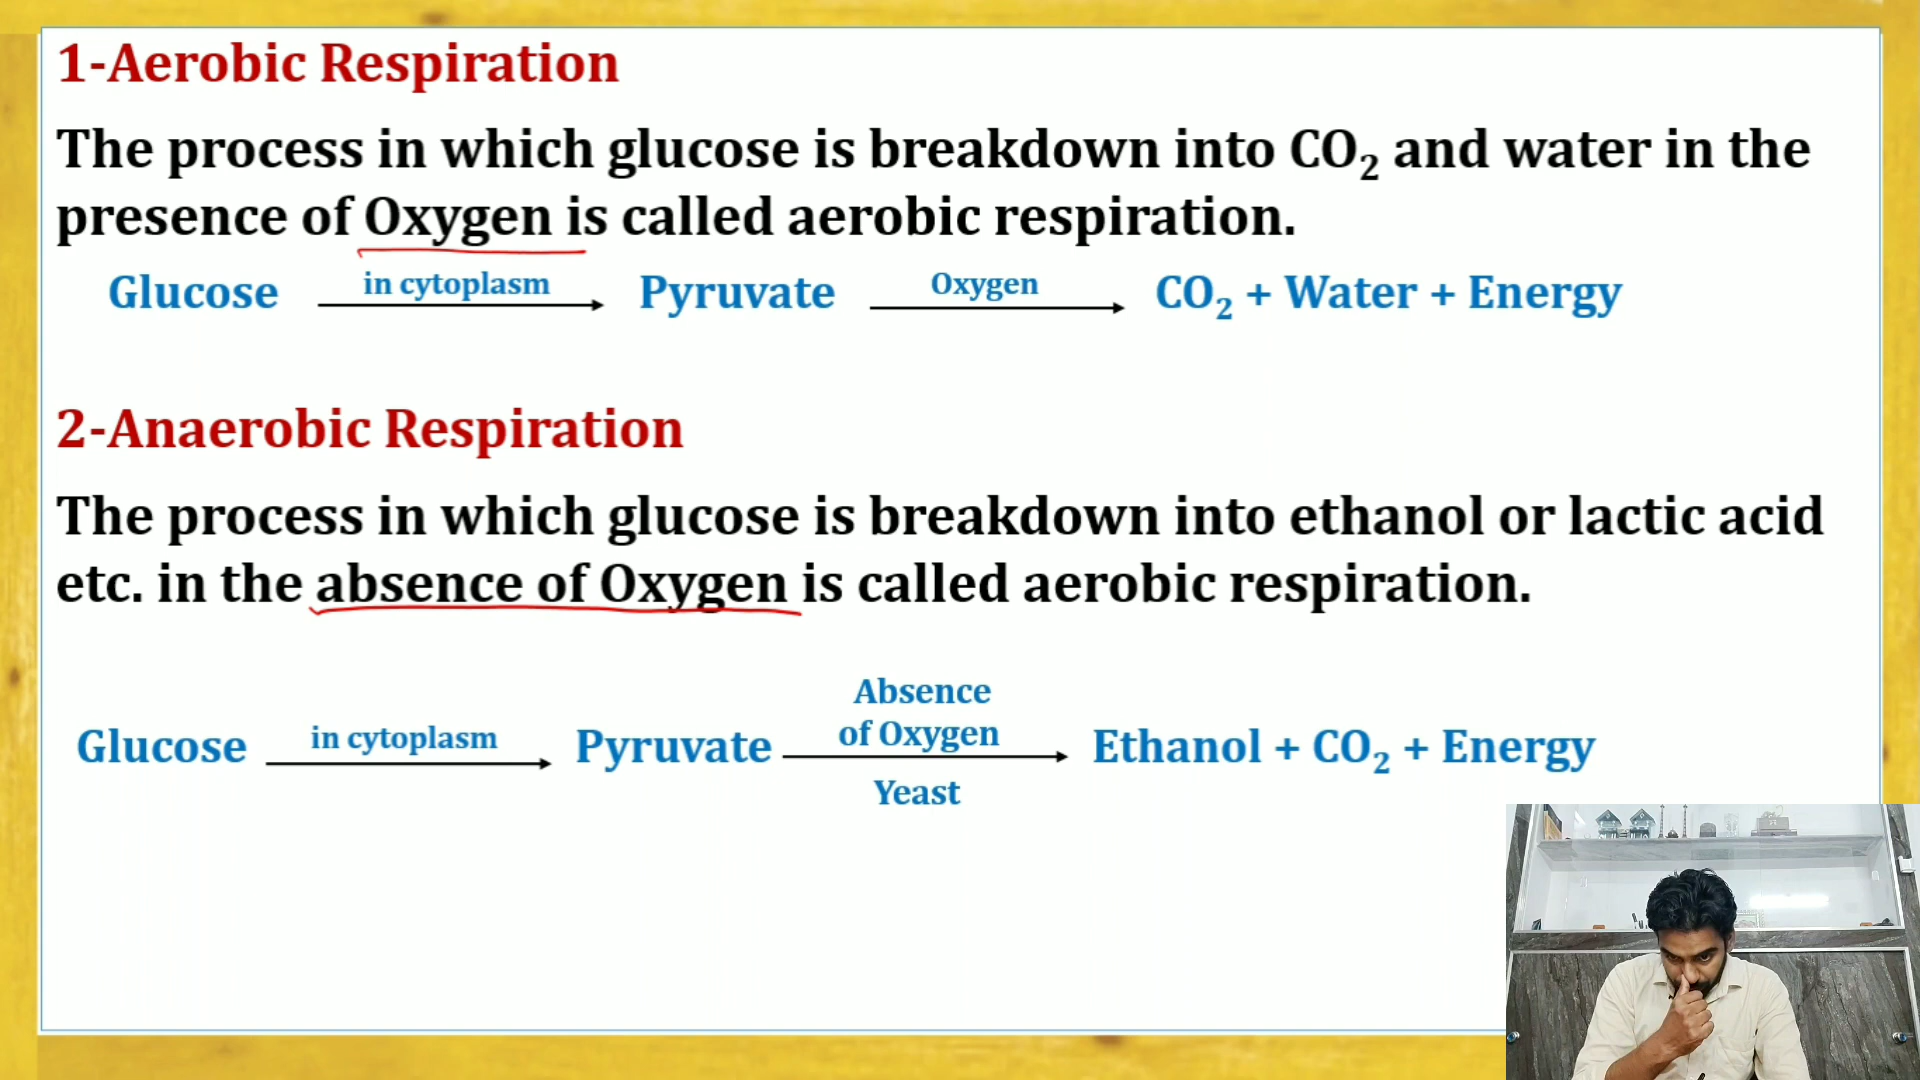 1-Aerobic Respiration
The process in which glucose is breakdown into CO₂ and water in the
presence of Oxygen is called aerobic respiration.
Glucose in cytoplasm Pyruvate Oxygen CO₂ + Water + Energy
2-Anaerobic Respiration
The process in which glucose is breakdown into ethanol or lactic acid
etc. in the absence of Oxygen is called aerobic respiration.
Absence
of Oxygen
Glucose in cytoplasm Pyruvate Ethanol + CO₂ + Energy
Yeast